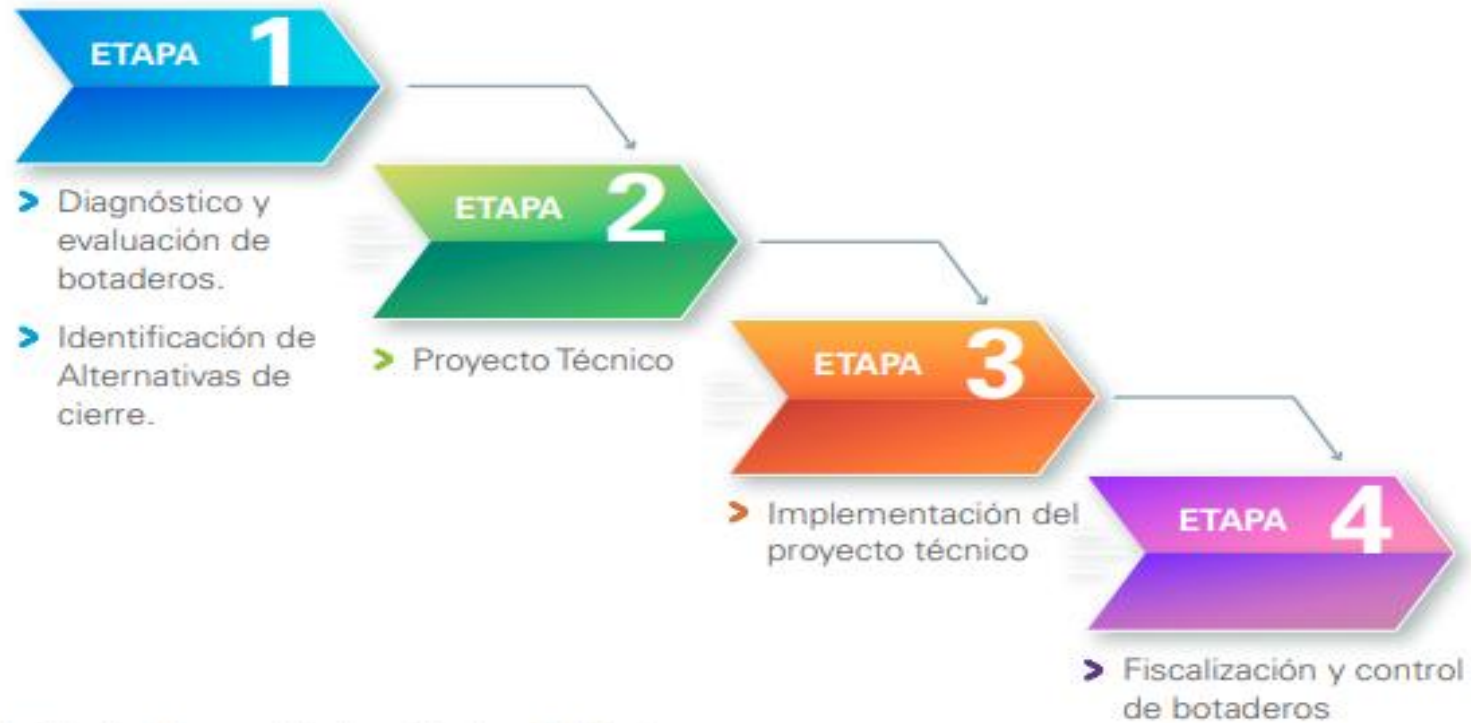 ETAPA 1
> Diagnóstico y
evaluación de
botaderos.
> Identificación de
Alternativas de
cierre.
ETAPA 2
> Proyecto Técnico
ETAPA 3
> Implementación del
proyecto técnico
ETAPA 4
> Fiscalización y control
de botaderos